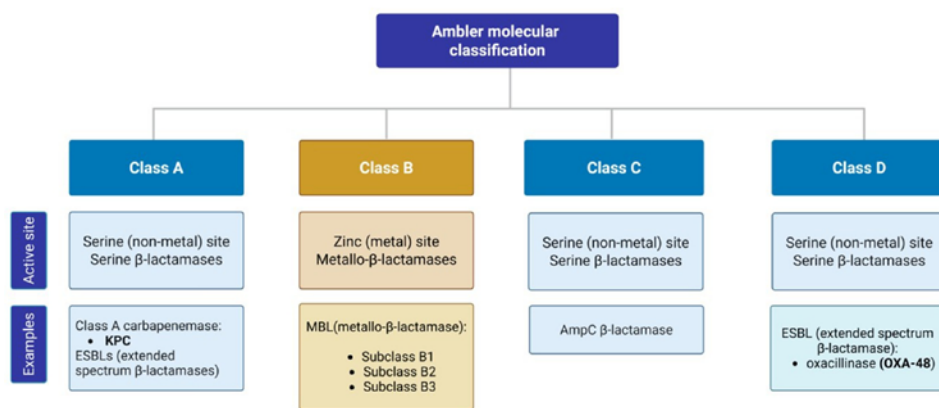 Ambler molecular
classification
Class A
Class B
Class C
Class D
Active site
Serine (non-metal) site
Serine β-lactamases
Zinc (metal) site
Metallo-β-lactamases
Serine (non-metal) site
Serine β-lactamases
Serine (non-metal) site
Serine β-lactamases
Examples
Class A carbapenemase:
• KPC
ESBLs (extended
spectrum β-lactamases)
MBL(metallo-β-lactamase):
• Subclass B1
• Subclass B2
• Subclass B3
AmpC β-lactamase
ESBL (extended spectrum
β-lactamase):
• oxacillinase (OXA-48)